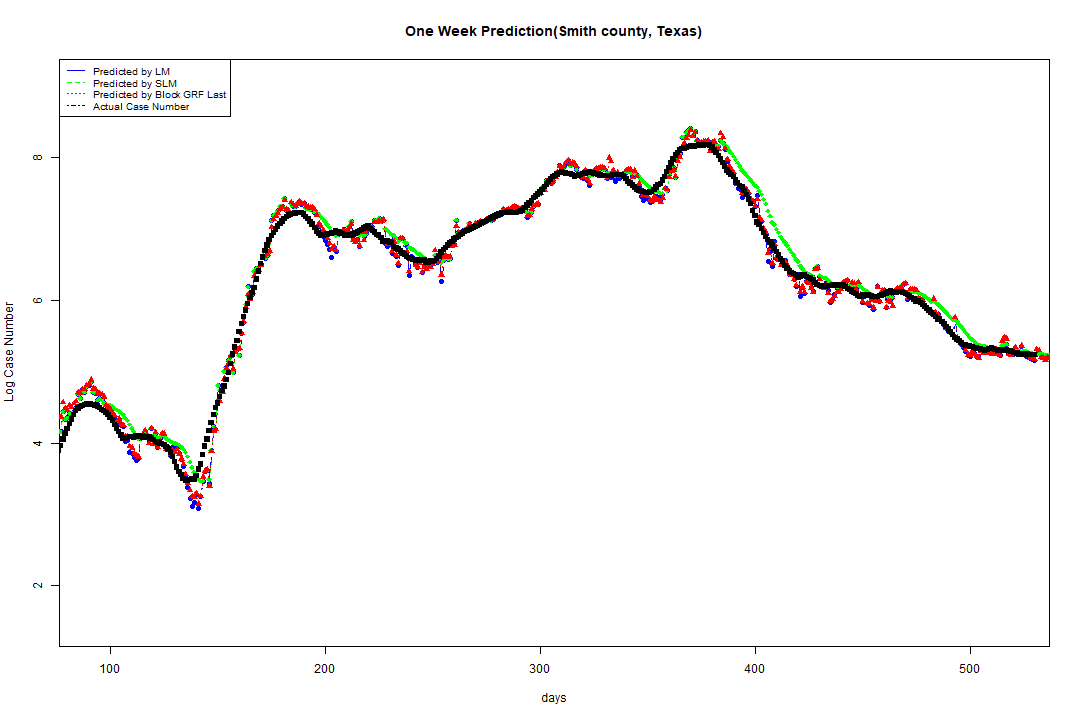 One Week Prediction(Smith county, Texas)
Predicted by LM
Predicted by SLM
Predicted by Block GRF Last
Actual Case Number
8
6
4
2
Log Case Number
100 200 300 400 500
days